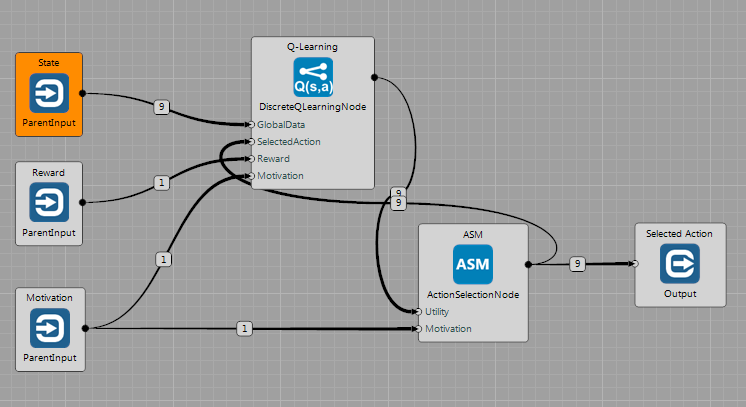 State
ParentInput
Reward
ParentInput
Motivation
ParentInput
9
1
1
1
Q-Learning
Q(s,a)
DiscreteQLearningNode
GlobalData
SelectedAction
Reward
Motivation
9
9
ASM
ASM
ActionSelectionNode
Utility
Motivation
9
Selected Action
Output